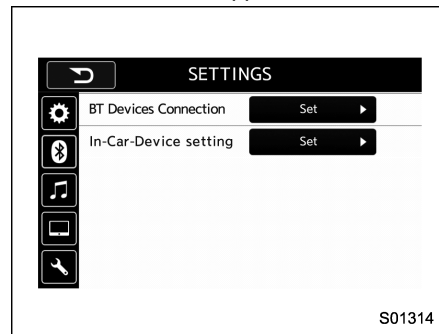 SETTINGS
BT Devices Connection Set
In-Car-Device setting Set
S01314